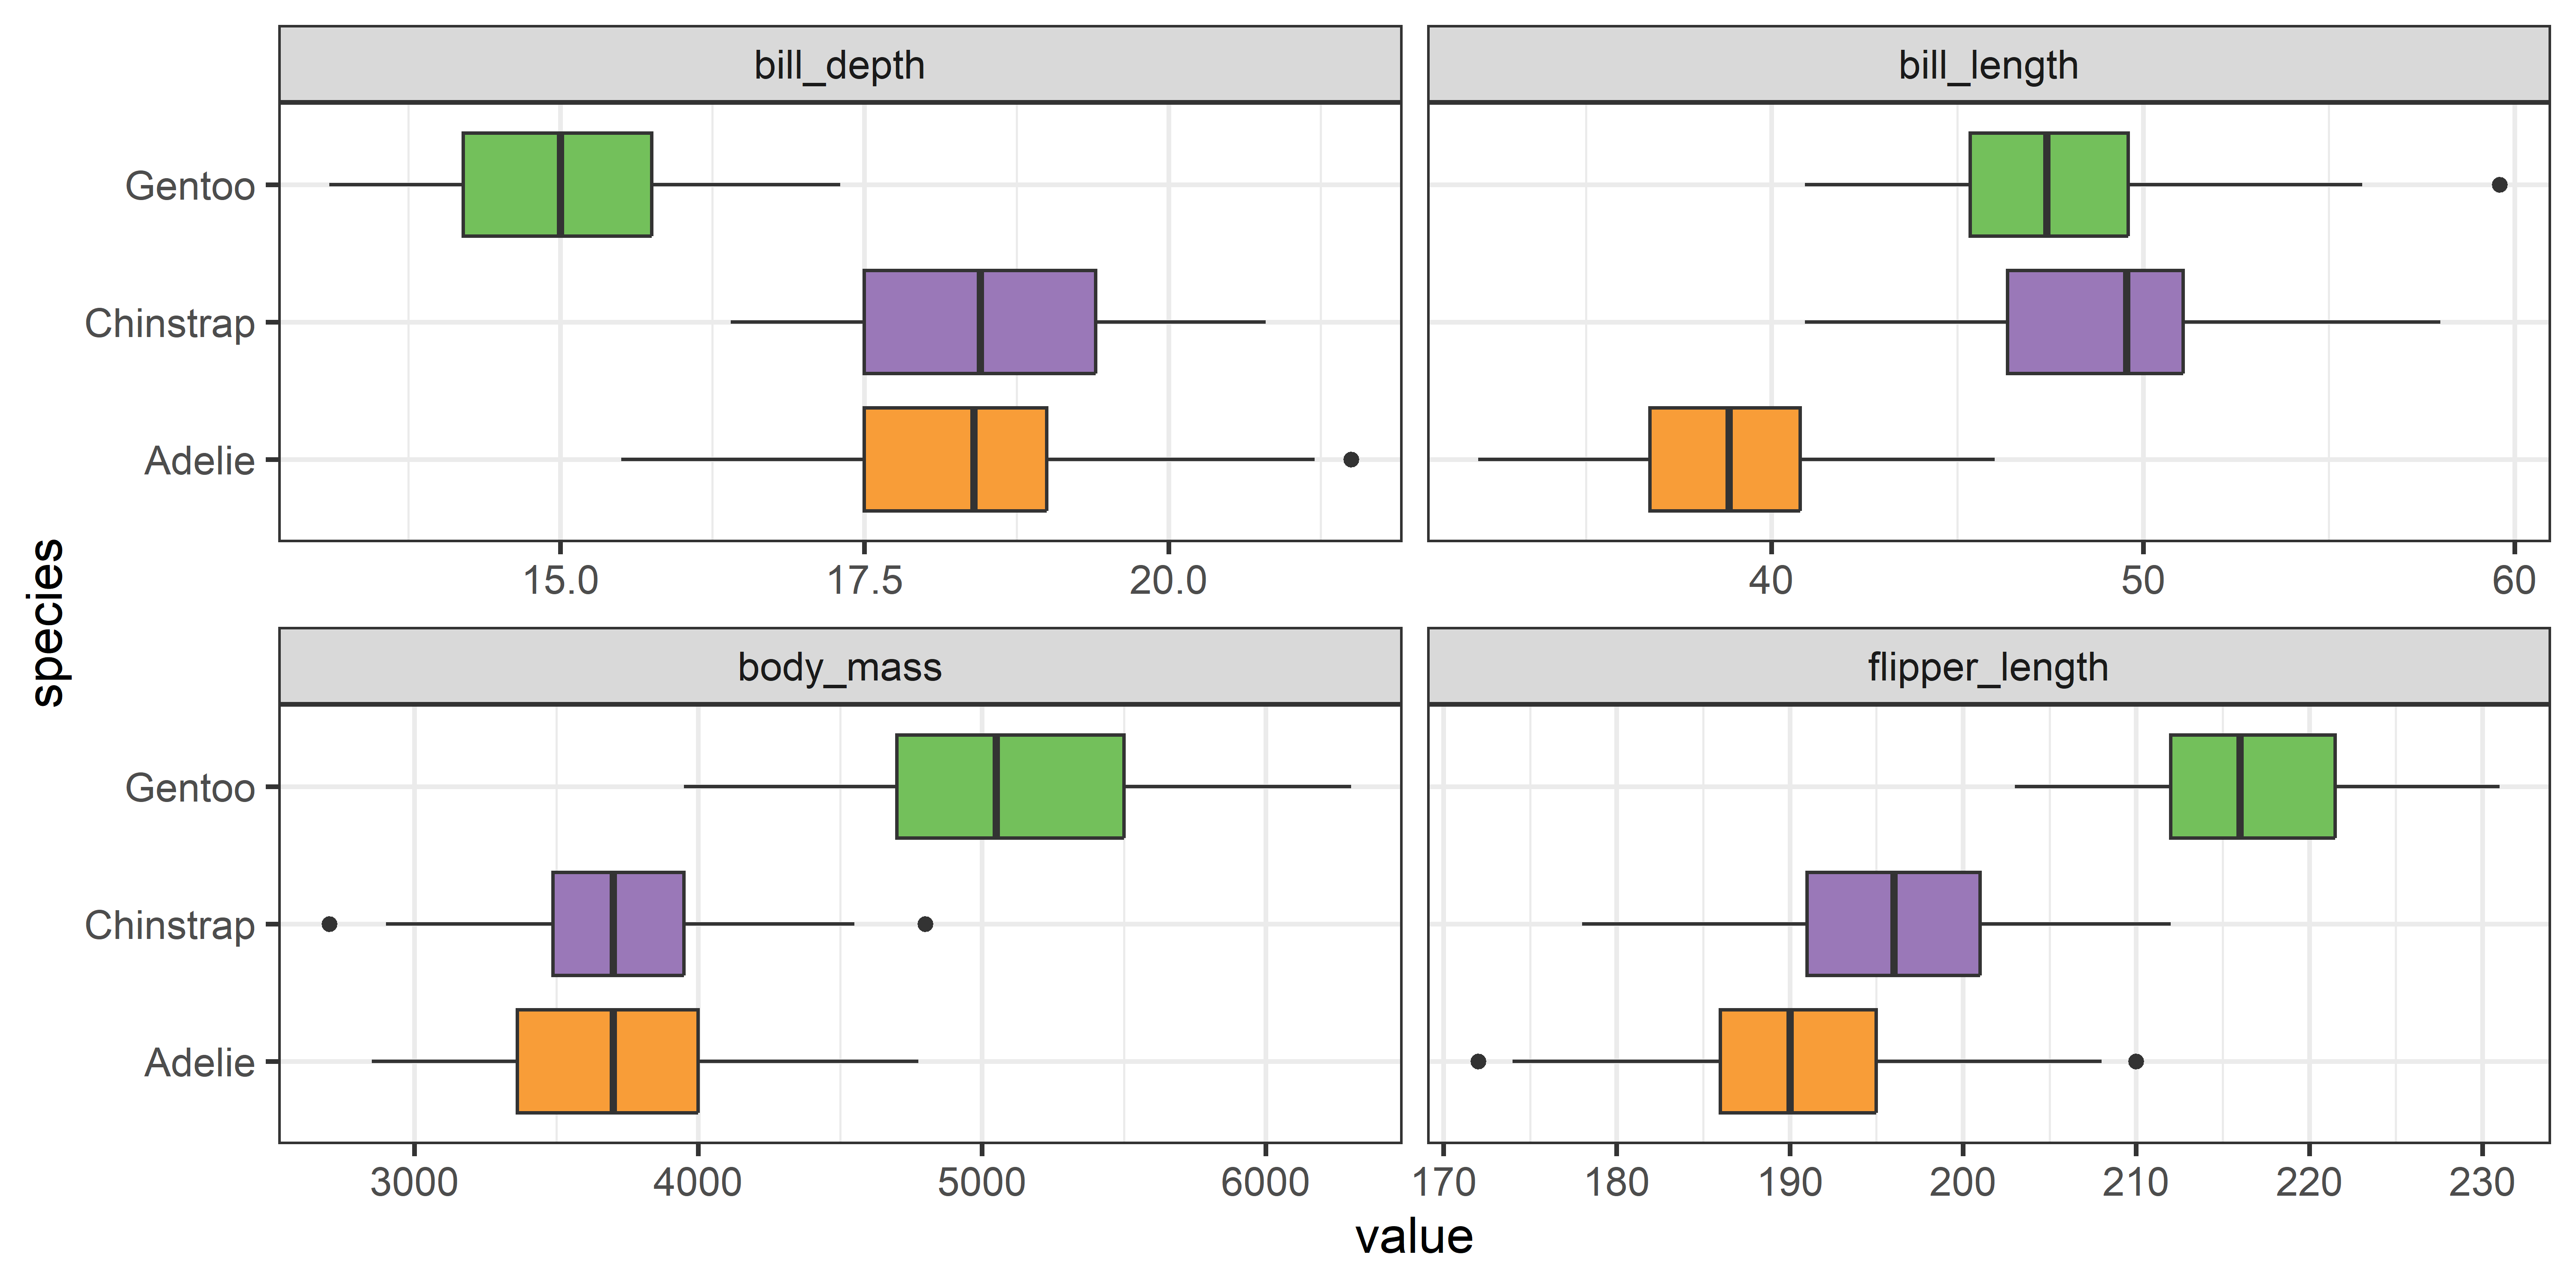 bill_depth
bill_length
Gentoo
Chinstrap
Adelie
15.0 17.5 20.0
40 50 60
species
body_mass
flipper_length
Gentoo
Chinstrap
Adelie
3000 4000 5000 6000
170 180 190 200 210 220 230
value